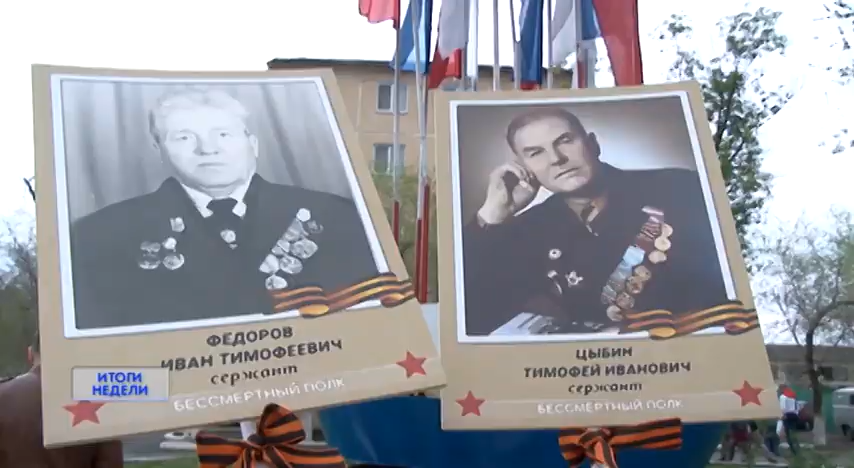 ФЕДОРОВ
ИВАН ТИМОФЕЕВИЧ
сержант
БЕССМЕРТНЫЙ ПОЛК
ИТОГИ
НЕДЕЛИ
ЦЫБИН
ТИМОФЕЙ ИВАНОВИЧ
сержант
БЕССМЕРТНЫЙ ПОЛК